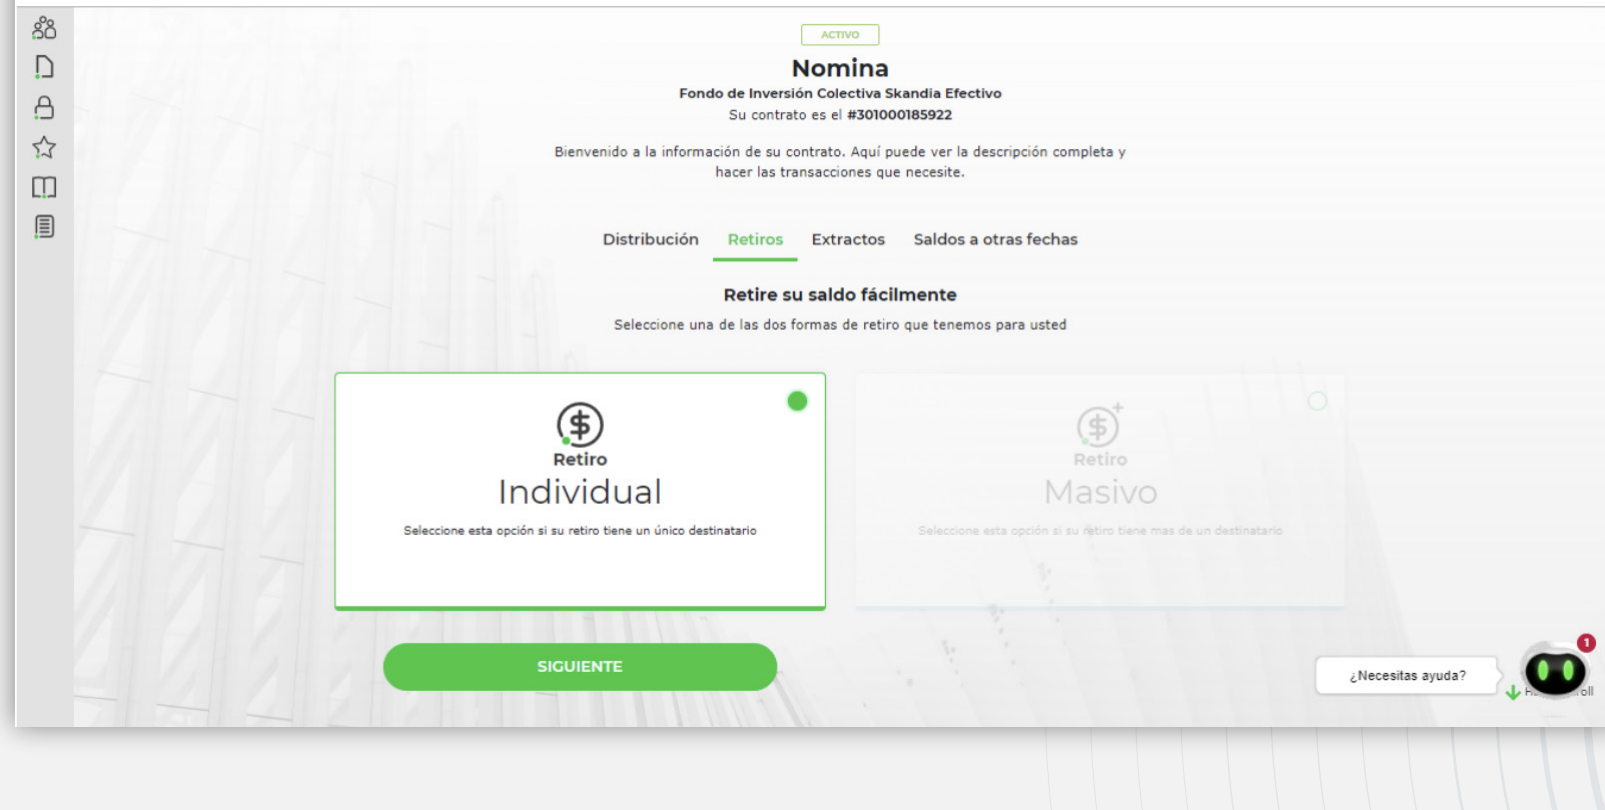 ACTIVO
Nomina
Fondo de Inversión Colectiva Skandia Efectivo
Su contrato es el #301000185922
Bienvenido a la información de su contrato. Aquí puede ver la descripción completa y
hacer las transacciones que necesite.
Distribución Retiros Extractos Saldos a otras fechas
Retire su saldo fácilmente
Seleccione una de las dos formas de retiro que tenemos para usted
Retiro
Individual
Seleccione esta opción si su retiro tiene un único destinatario
Retiro
Masivo
Seleccione esta opción si su retiro tiene mas de un destinatario
SIGUIENTE
¿Necesitas ayuda?
1